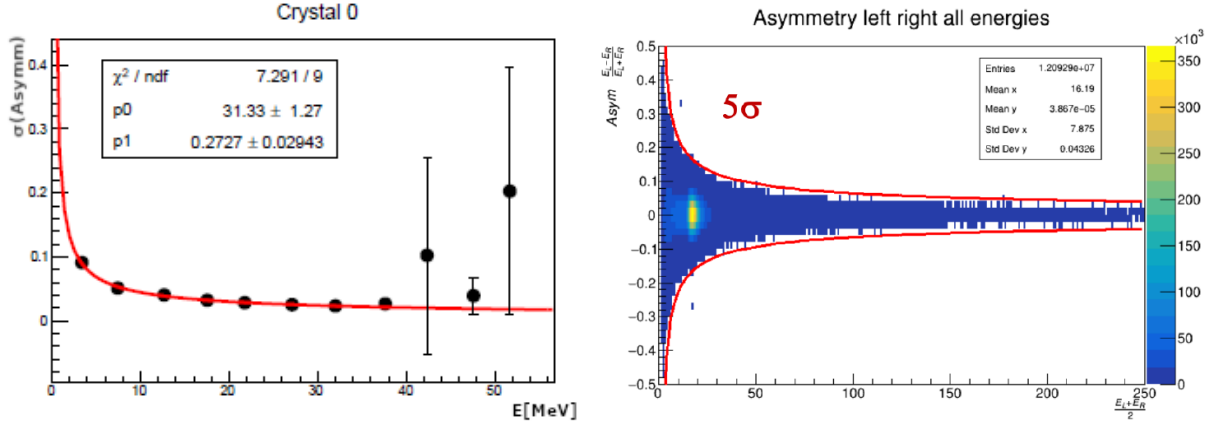 Crystal 0
σ(Asymm)
0.4
0.3
0.2
0.1
0
χ² / ndf 7.291 / 9
p0 31.33 ± 1.27
p1 0.2727 ± 0.02943
0 10 20 30 40 50
E[MeV]
Asymmetry left right all energies
Asym (E_L-E_R)/(E_L+E_R)
0.5
0.4
0.3
0.2
0.1
0
−0.1
−0.2
−0.3
−0.4
−0.5
5σ
Entries 1.20929e+07
Mean x 16.19
Mean y 3.867e-05
Std Dev x 7.875
Std Dev y 0.04326
0 50 100 150 200 250
(E_L+E_R)/2
×10³
350
300
250
200
150
100
50
0